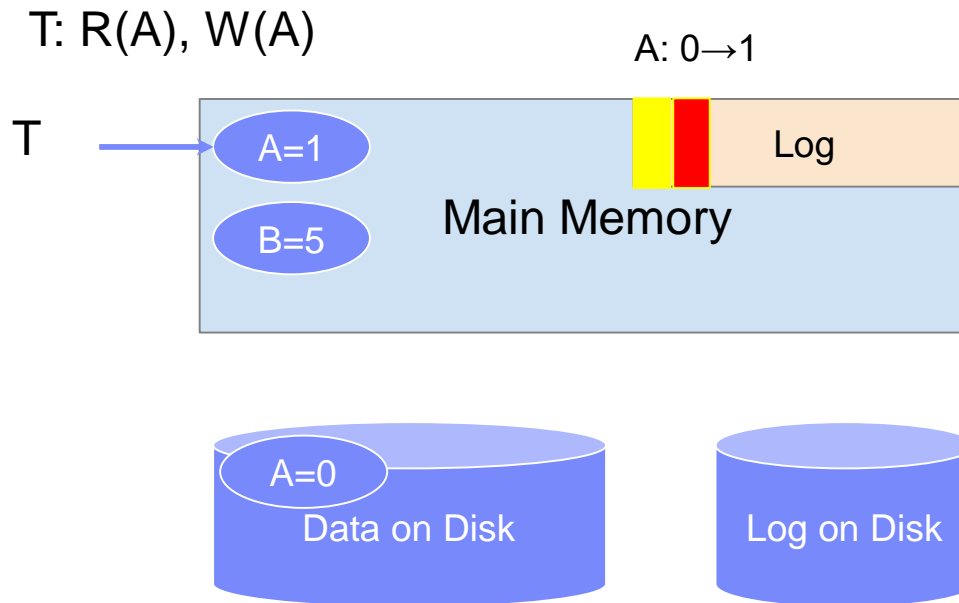 T: R(A), W(A)
A: 0→1
T
A=1
Log
B=5
Main Memory
A=0
Data on Disk
Log on Disk